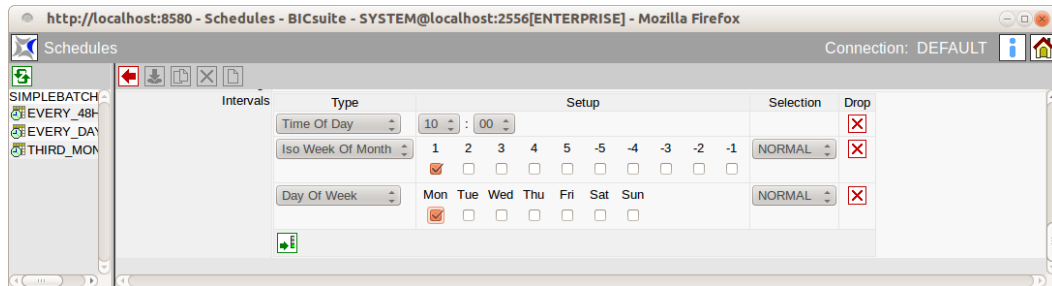 http://localhost:8580 - Schedules - BICsuite - SYSTEM@localhost:2556[ENTERPRISE] - Mozilla Firefox
Schedules Connection: DEFAULT
SIMPLEBATCH
EVERY_48H
EVERY_DAY
THIRD_MON
Intervals Type Setup Selection Drop
Time Of Day 10 : 00
Iso Week Of Month 1 2 3 4 5 -5 -4 -3 -2 -1 NORMAL
Day Of Week Mon Tue Wed Thu Fri Sat Sun NORMAL